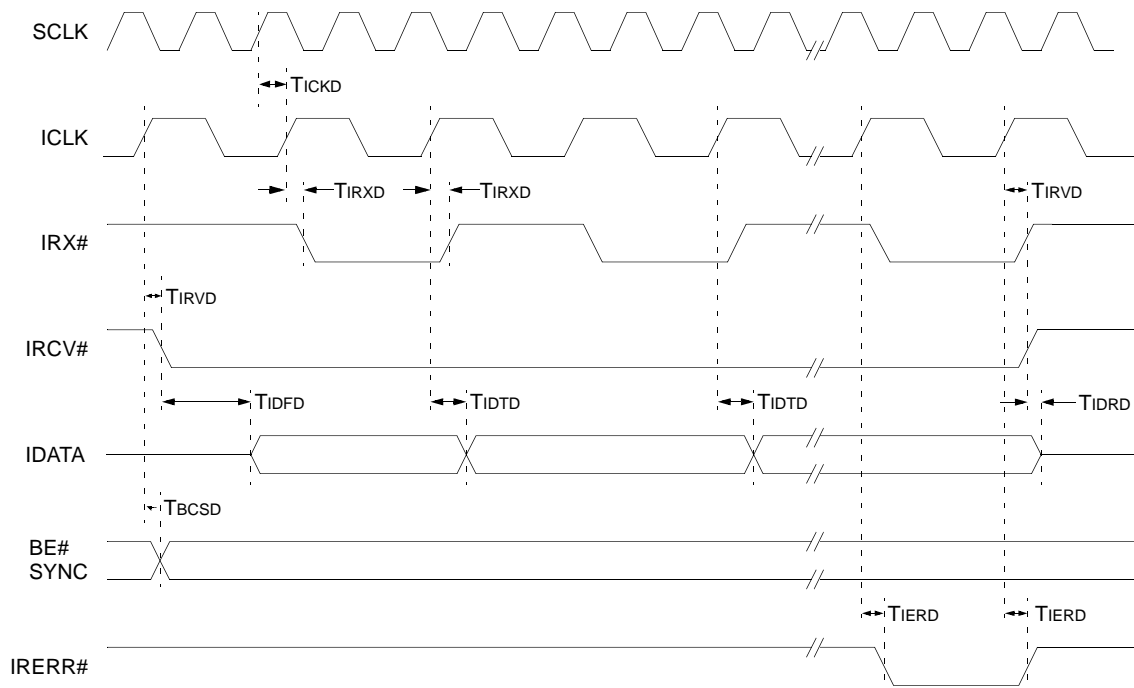 SCLK
TICKD
ICLK
TIRXD
TIRXD
TIRVD
IRX#
TIRVD
IRCV#
TIDFD
TIDTD
TIDTD
TIDRD
IDATA
TBCSD
BE#
SYNC
TIERD
TIERD
IRERR#